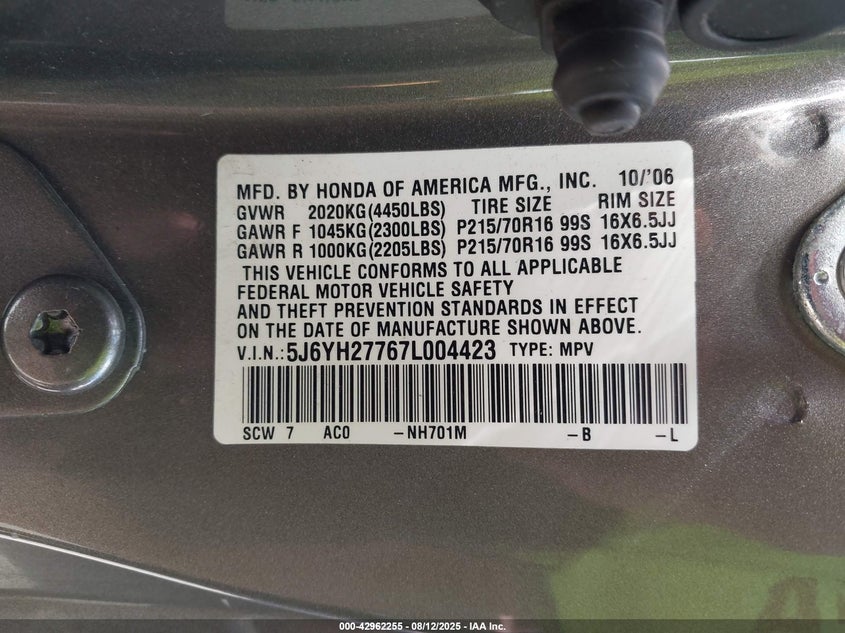 MFD. BY HONDA OF AMERICA MFG., INC. 10/'06
GVWR 2020KG(4450LBS) TIRE SIZE RIM SIZE
GAWR F 1045KG(2300LBS) P215/70R16 99S 16X6.5JJ
GAWR R 1000KG(2205LBS) P215/70R16 99S 16X6.5JJ
THIS VEHICLE CONFORMS TO ALL APPLICABLE
FEDERAL MOTOR VEHICLE SAFETY
AND THEFT PREVENTION STANDARDS IN EFFECT
ON THE DATE OF MANUFACTURE SHOWN ABOVE.
V.I.N.:5J6YH27767L004423 TYPE: MPV
SCW 7 AC0 -NH701M -B -L
000-42962255 - 08/12/2025 - IAA Inc.